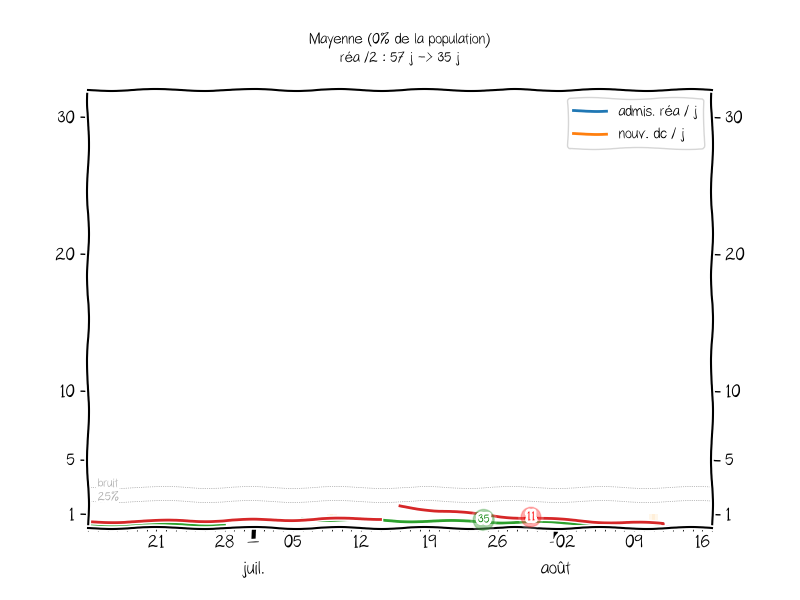 Mayenne (0% de la population)
réa /2 : 57 j -> 35 j
admis. réa / j
nouv. dc / j
30 30
20 20
10 10
5 5
bruit
25%
1 1
35 11
21 28 05 12 19 26 02 09 16
juil. août